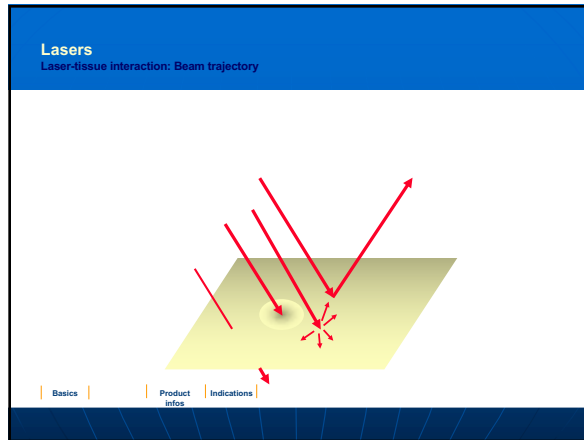 Lasers
Laser-tissue interaction: Beam trajectory
Basics
Product
infos
Indications